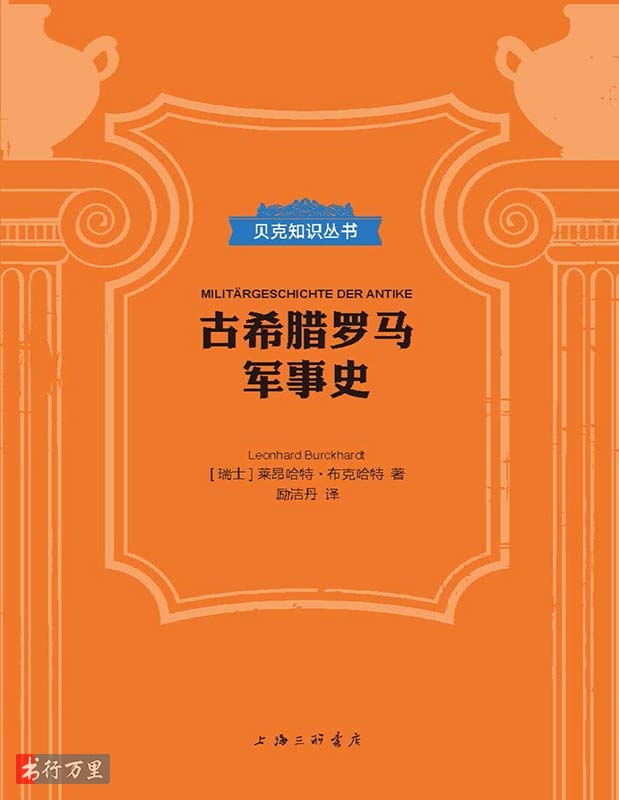 贝克知识丛书
MILITÄRGESCHICHTE DER ANTIKE
古希腊罗马
军事史
Leonhard Burckhardt
[瑞士]莱昂哈特·布克哈特 著
励洁丹 译
上海三联书店
书行万里